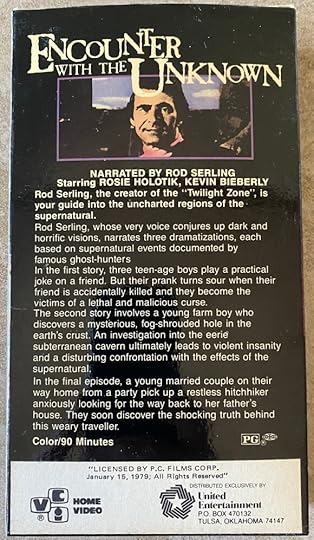 ENCOUNTER
WITH THE UNKNOWN
NARRATED BY ROD SERLING
Starring ROSIE HOLOTIK, KEVIN BIEBERLY
Rod Serling, the creator of the "Twilight Zone", is
your guide into the uncharted regions of the
supernatural.
Rod Serling, whose very voice conjures up dark and
horrific visions, narrates three dramatizations, each
based on supernatural events documented by
famous ghost-hunters
In the first story, three teen-age boys play a practical
joke on a friend. But their prank turns sour when their
friend is accidentally killed and they become the
victims of a lethal and malicious curse.
The second story involves a young farm boy who
discovers a mysterious, fog-shrouded hole in the
earth's crust. An investigation into the eerie
subterranean cavern ultimately leads to violent insanity
and a disturbing confrontation with the effects of the
supernatural.
In the final episode, a young married couple on their
way home from a party pick up a restless hitchhiker
anxiously looking for the way back to her father's
house. They soon discover the shocking truth behind
this weary traveller.
Color/90 Minutes
PG
"LICENSED BY P.C. FILMS CORP.
January 15, 1979; All Rights Reserved"
VCI HOME
VIDEO
®
DISTRIBUTED EXCLUSIVELY BY
United
Entertainment
P.O. BOX 470132
TULSA, OKLAHOMA 74147